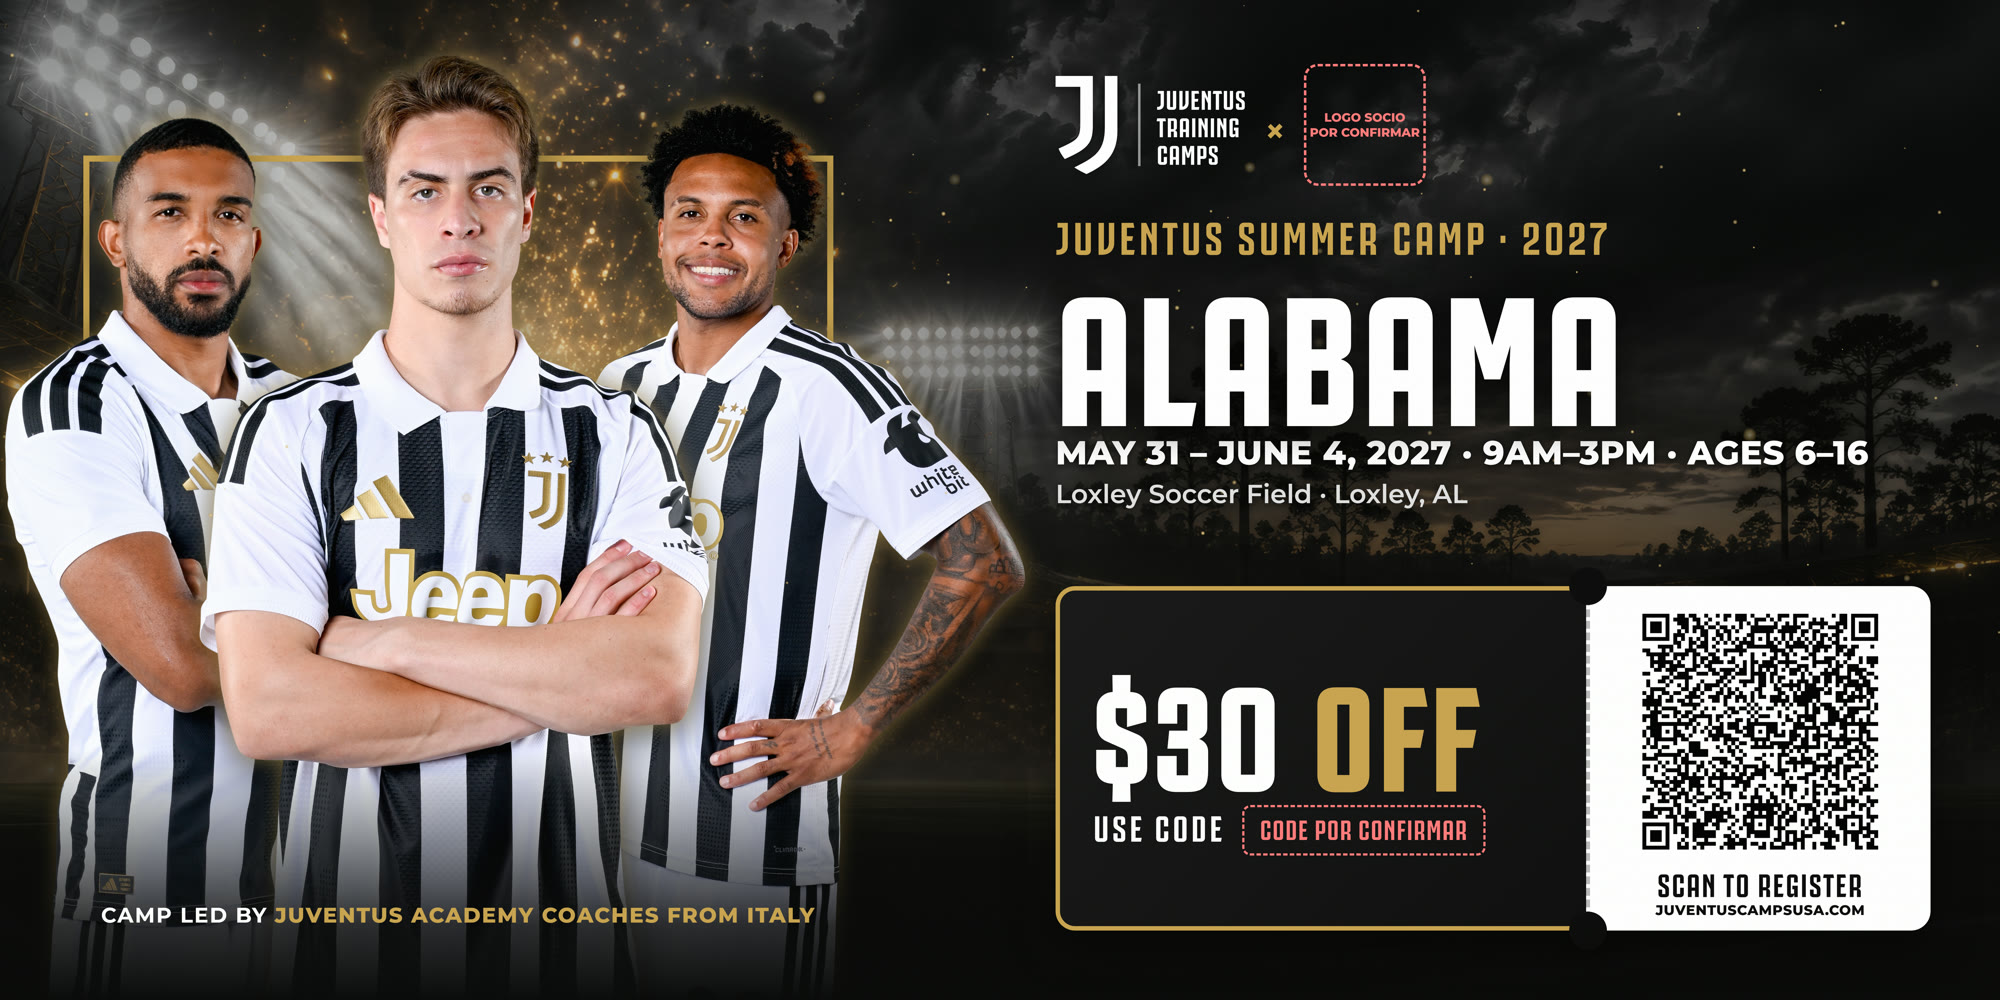 JUVENTUS
TRAINING
CAMPS
×
LOGO SOCIO
POR CONFIRMAR
JUVENTUS SUMMER CAMP · 2027
ALABAMA
MAY 31 – JUNE 4, 2027 · 9AM–3PM · AGES 6–16
Loxley Soccer Field · Loxley, AL
whitebit
Jeep
$30 OFF
USE CODE CODE POR CONFIRMAR
SCAN TO REGISTER
JUVENTUSCAMPSUSA.COM
CAMP LED BY JUVENTUS ACADEMY COACHES FROM ITALY